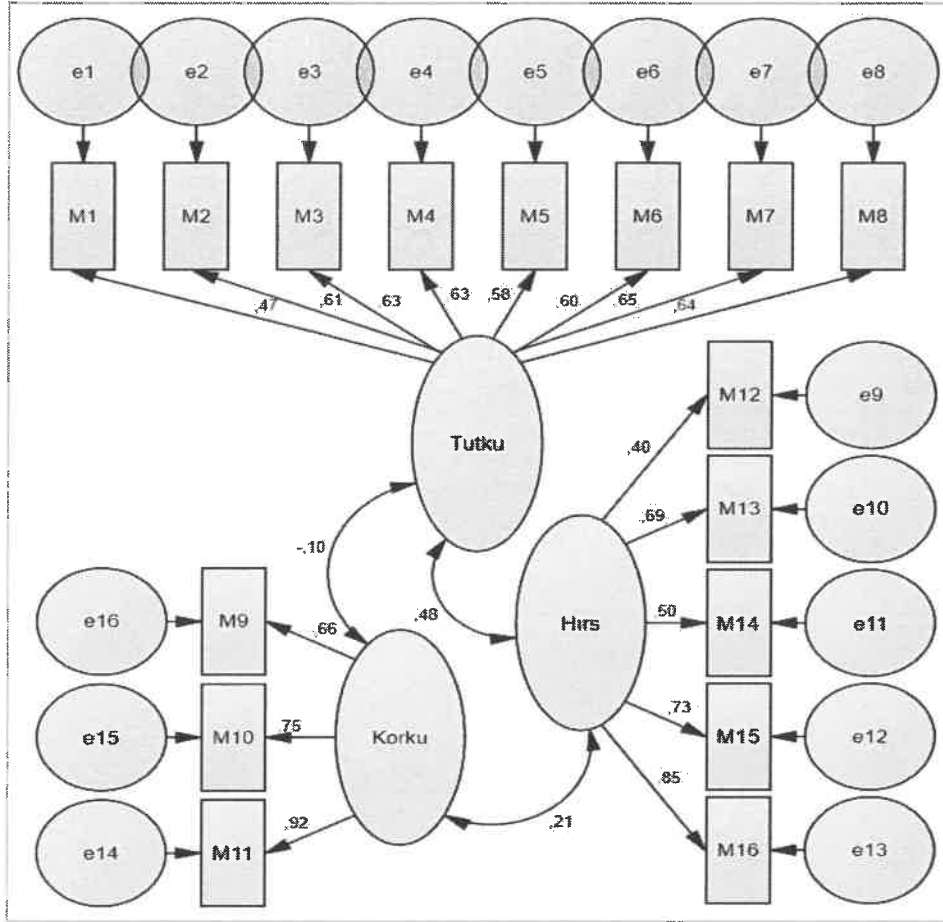 e1 e2 e3 e4 e5 e6 e7 e8
M1 M2 M3 M4 M5 M6 M7 M8
,47 ,61 ,63 ,63 ,58 ,60 ,65 ,64
Tutku
M12 e9
,40
M13 e10
,69
-,10
,48
e16 M9
,66
Hırs
,50
M14 e11
e15 M10
,75
Korku
,73
M15 e12
,85
e14 M11
,92
,21
M16 e13